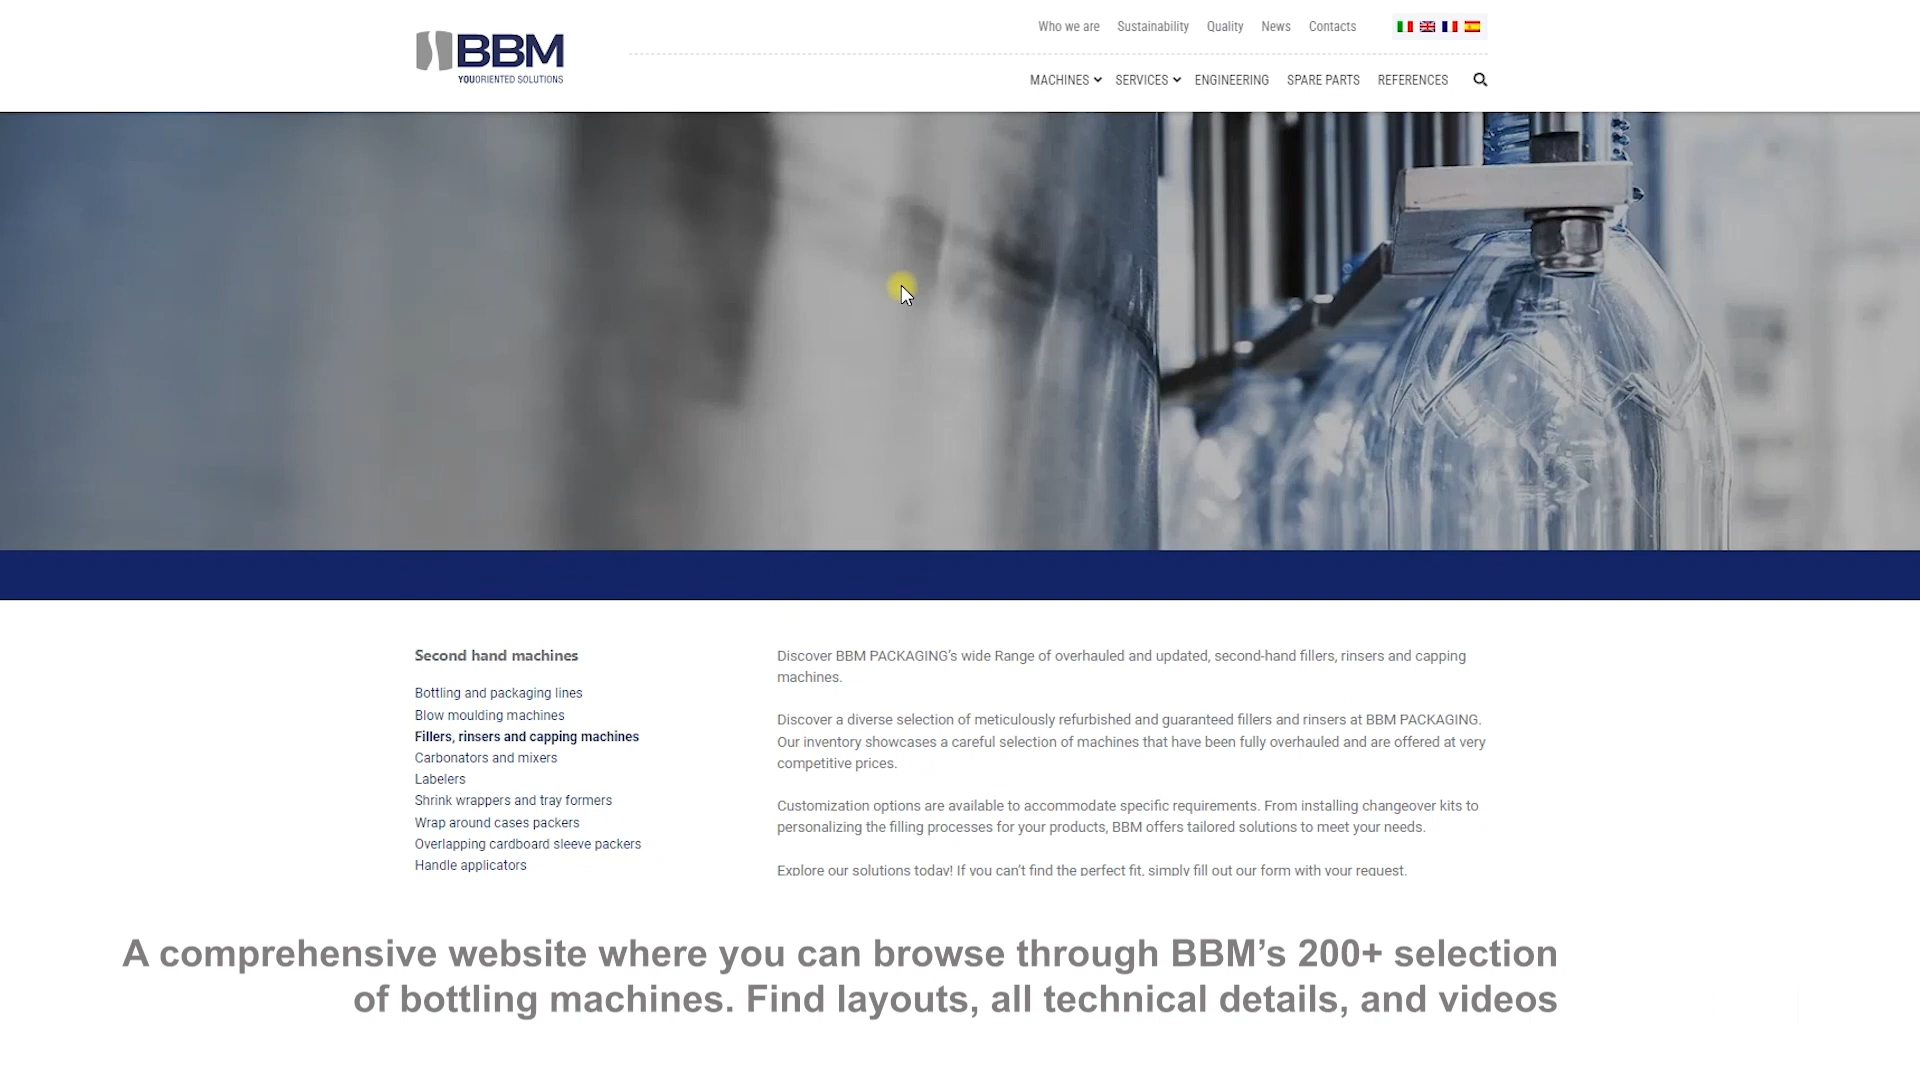 Who we are Sustainability Quality News Contacts
BBM
YOUORIENTED SOLUTIONS
MACHINES SERVICES ENGINEERING SPARE PARTS REFERENCES
Second hand machines
Bottling and packaging lines
Blow moulding machines
Fillers, rinsers and capping machines
Carbonators and mixers
Labelers
Shrink wrappers and tray formers
Wrap around cases packers
Overlapping cardboard sleeve packers
Handle applicators
Discover BBM PACKAGING’s wide Range of overhauled and updated, second-hand fillers, rinsers and capping
machines.
Discover a diverse selection of meticulously refurbished and guaranteed fillers and rinsers at BBM PACKAGING.
Our inventory showcases a careful selection of machines that have been fully overhauled and are offered at very
competitive prices.
Customization options are available to accommodate specific requirements. From installing changeover kits to
personalizing the filling processes for your products, BBM offers tailored solutions to meet your needs.
Explore our solutions today! If you can’t find the perfect fit, simply fill out our form with your request.
A comprehensive website where you can browse through BBM’s 200+ selection
of bottling machines. Find layouts, all technical details, and videos